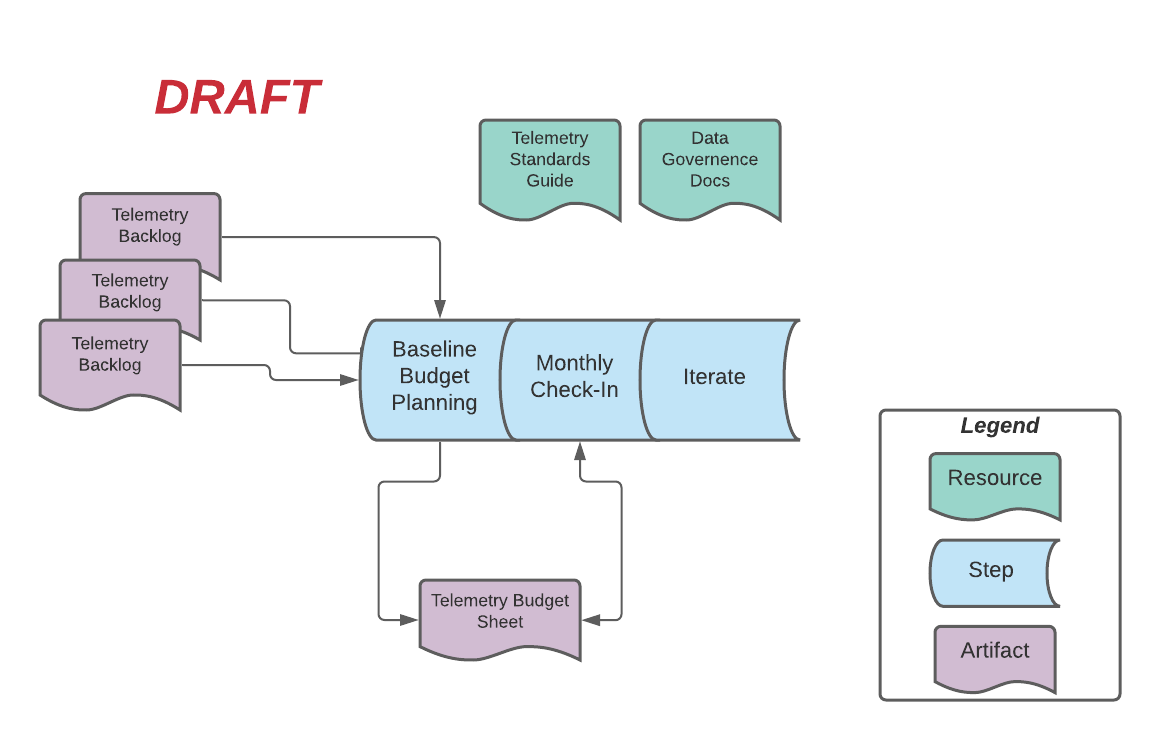 DRAFT
Telemetry
Standards
Guide
Data
Governence
Docs
Telemetry
Backlog
Telemetry
Backlog
Telemetry
Backlog
Baseline
Budget
Planning
Monthly
Check-In
Iterate
Telemetry Budget
Sheet
Legend
Resource
Step
Artifact